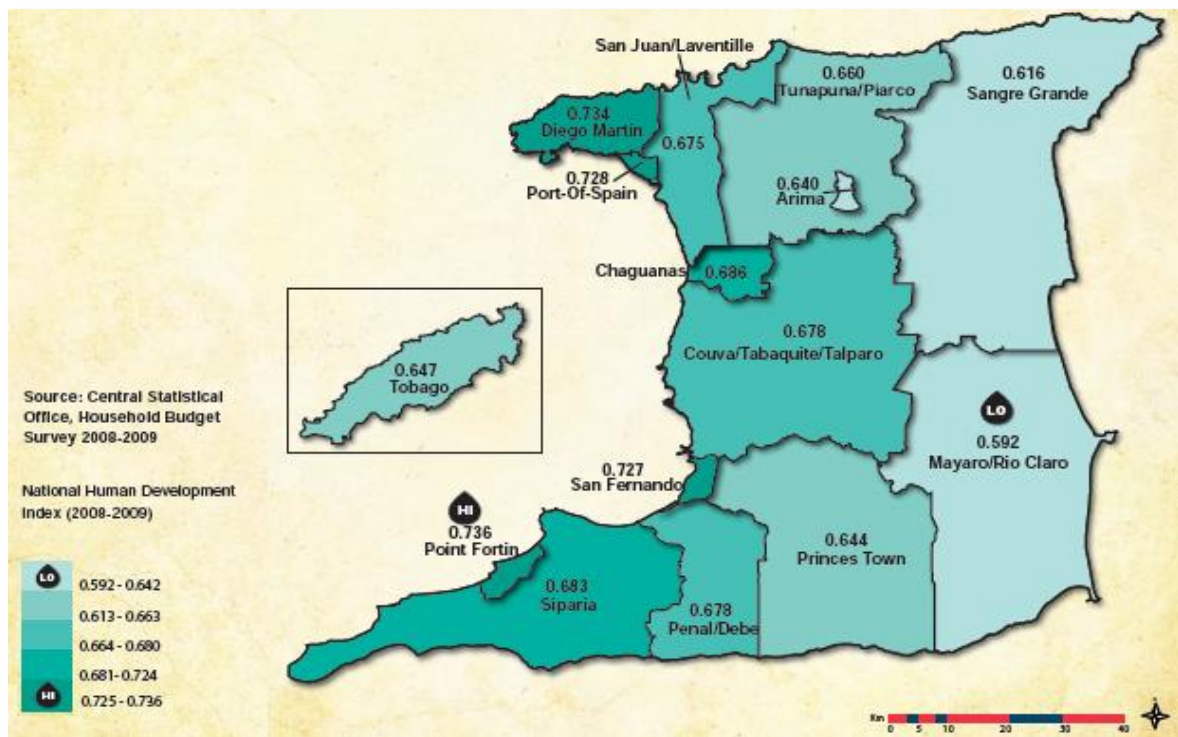 San Juan/Laventille
0.660
Tunapuna/Piarco
0.616
Sangre Grande
0.734
Diego Martin
0.675
0.728
Port-Of-Spain
0.640
Arima
Chaguanas
0.686
0.678
Couva/Tabaquite/Talparo
0.647
Tobago
Source: Central Statistical
Office, Household Budget
Survey 2008-2009
LO
0.592
Mayaro/Rio Claro
0.727
San Fernando
National Human Development
Index (2008-2009)
HI
0.736
Point Fortin
0.644
Princes Town
0.683
Siparia
0.678
Penal/Debe
LO
0.592 - 0.642
0.613 - 0.663
0.664 - 0.680
0.681- 0.724
HI
0.725 - 0.736
Km
0 5 10 20 30 40